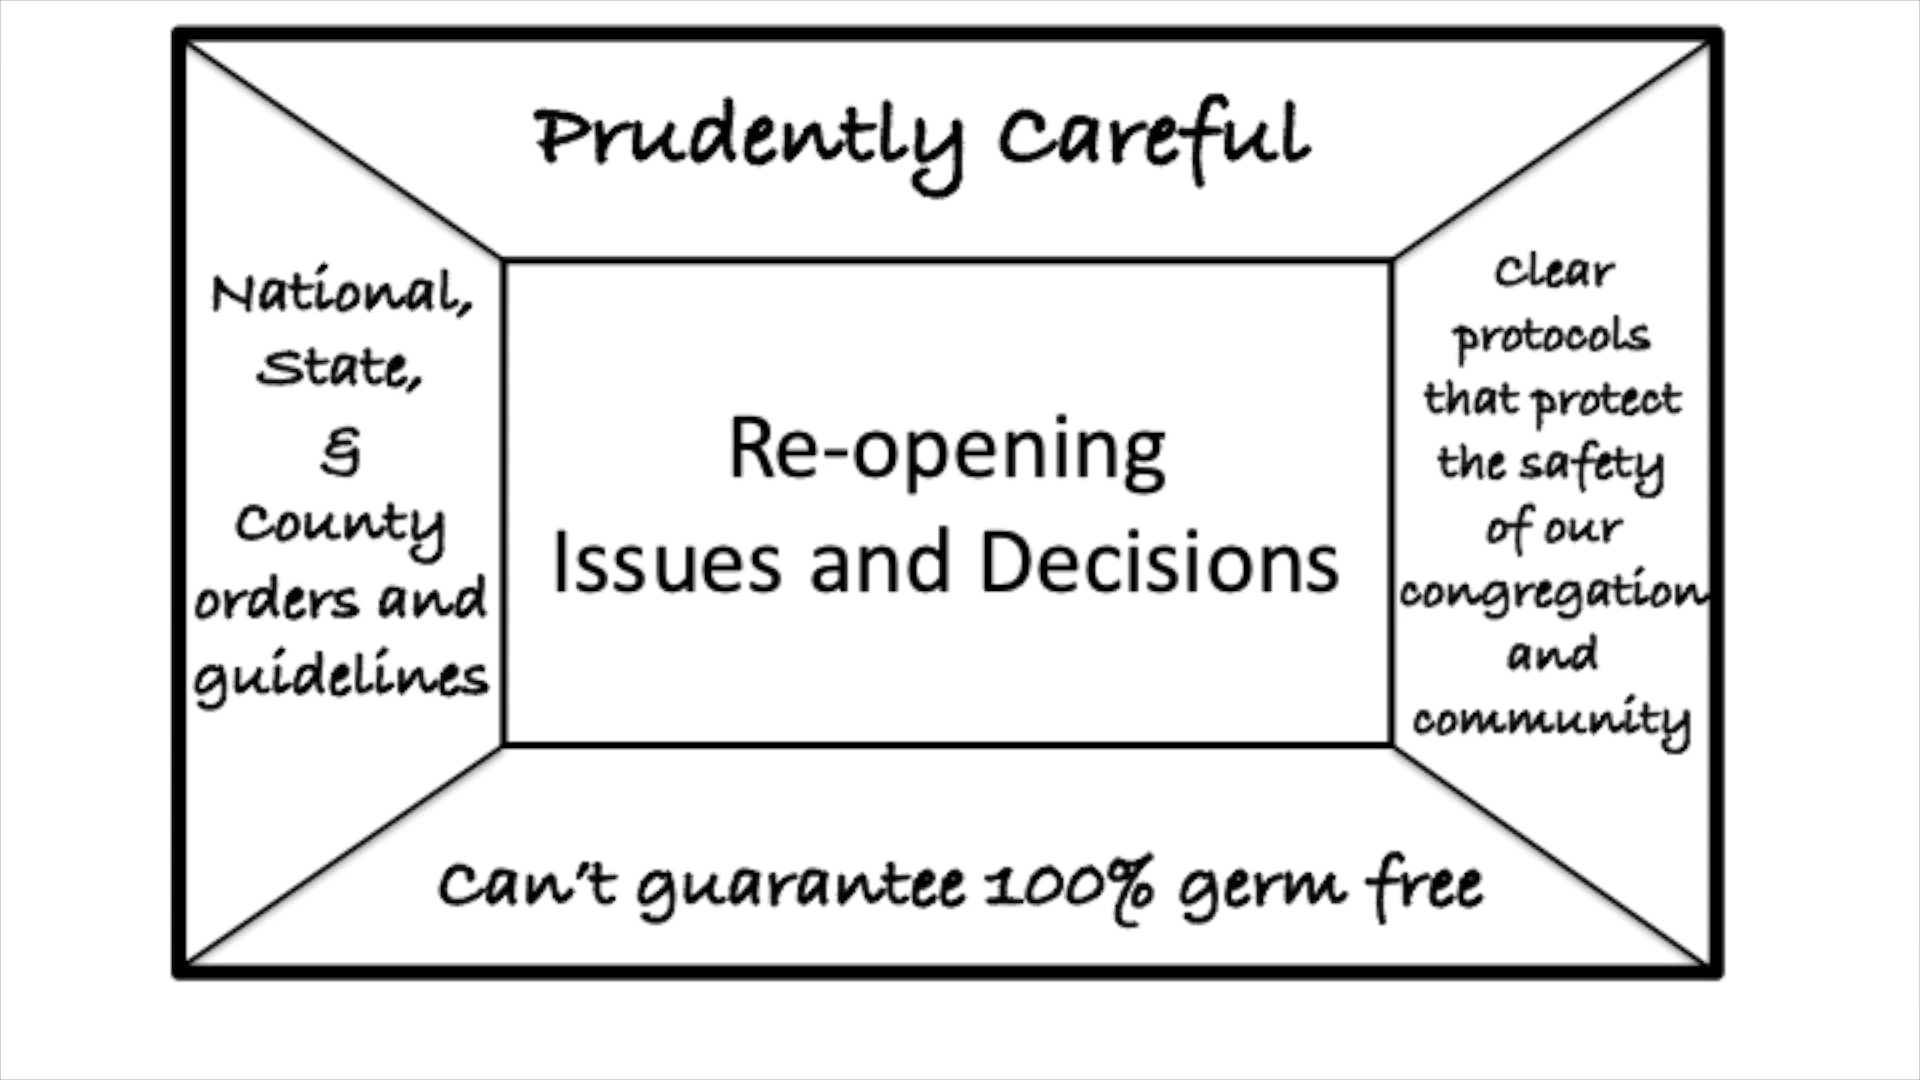 Prudently Careful
National,
State,
&
County
orders and
guidelines
Re-opening
Issues and Decisions
Clear
protocols
that protect
the safety
of our
congregation
and
community
Can't guarantee 100% germ free